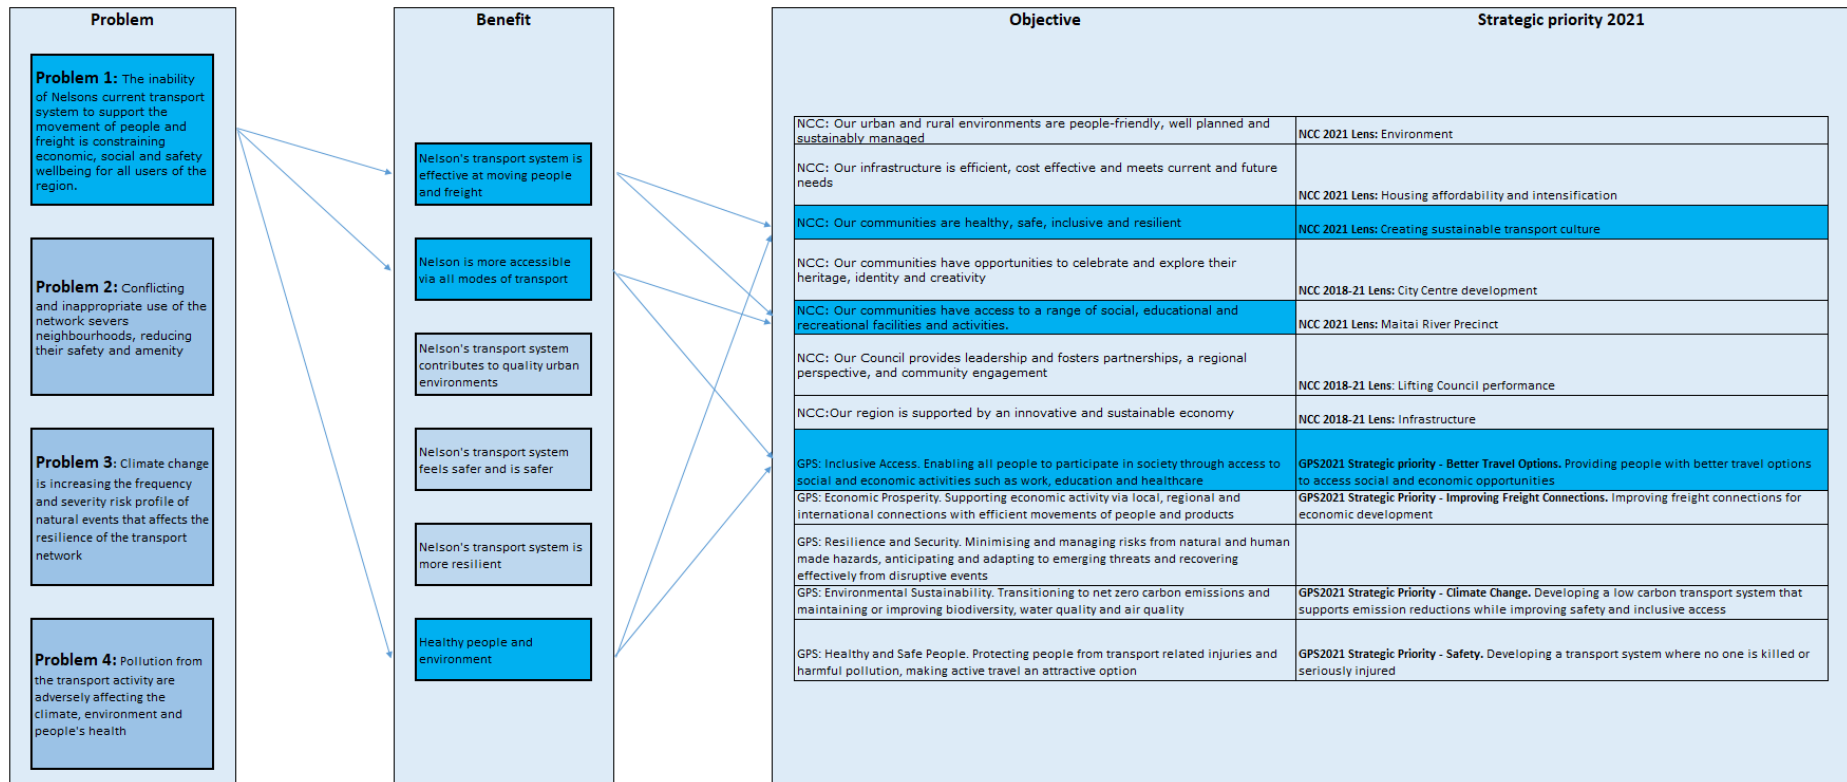 Problem
Problem 1: The inability
of Nelsons current transport
system to support the
movement of people and
freight is constraining
economic, social and safety
wellbeing for all users of the
region.
Problem 2: Conflicting
and inappropriate use of the
network severs
neighbourhoods, reducing
their safety and amenity
Problem 3: Climate change
is increasing the frequency
and severity risk profile of
natural events that affects the
resilience of the transport
network
Problem 4: Pollution from
the transport activity are
adversely affecting the
climate, environment and
people's health
Benefit
Nelson's transport system is
effective at moving people
and freight
Nelson is more accessible
via all modes of transport
Nelson's transport system
contributes to quality urban
environments
Nelson's transport system
feels safer and is safer
Nelson's transport system is
more resilient
Healthy people and
environment
Objective
Strategic priority 2021
NCC: Our urban and rural environments are people-friendly, well planned and
sustainably managed
NCC 2021 Lens: Environment
NCC: Our infrastructure is efficient, cost effective and meets current and future
needs
NCC 2021 Lens: Housing affordability and intensification
NCC: Our communities are healthy, safe, inclusive and resilient
NCC 2021 Lens: Creating sustainable transport culture
NCC: Our communities have opportunities to celebrate and explore their
heritage, identity and creativity
NCC 2018-21 Lens: City Centre development
NCC: Our communities have access to a range of social, educational and
recreational facilities and activities.
NCC 2021 Lens: Maitai River Precinct
NCC: Our Council provides leadership and fosters partnerships, a regional
perspective, and community engagement
NCC 2018-21 Lens: Lifting Council performance
NCC:Our region is supported by an innovative and sustainable economy
NCC 2018-21 Lens: Infrastructure
GPS: Inclusive Access. Enabling all people to participate in society through access to
social and economic activities such as work, education and healthcare
GPS2021 Strategic priority - Better Travel Options. Providing people with better travel options
to access social and economic opportunities
GPS: Economic Prosperity. Supporting economic activity via local, regional and
international connections with efficient movements of people and products
GPS2021 Strategic Priority - Improving Freight Connections. Improving freight connections for
economic development
GPS: Resilience and Security. Minimising and managing risks from natural and human
made hazards, anticipating and adapting to emerging threats and recovering
effectively from disruptive events
GPS: Environmental Sustainability. Transitioning to net zero carbon emissions and
maintaining or improving biodiversity, water quality and air quality
GPS2021 Strategic Priority - Climate Change. Developing a low carbon transport system that
supports emission reductions while improving safety and inclusive access
GPS: Healthy and Safe People. Protecting people from transport related injuries and
harmful pollution, making active travel an attractive option
GPS2021 Strategic Priority - Safety. Developing a transport system where no one is killed or
seriously injured